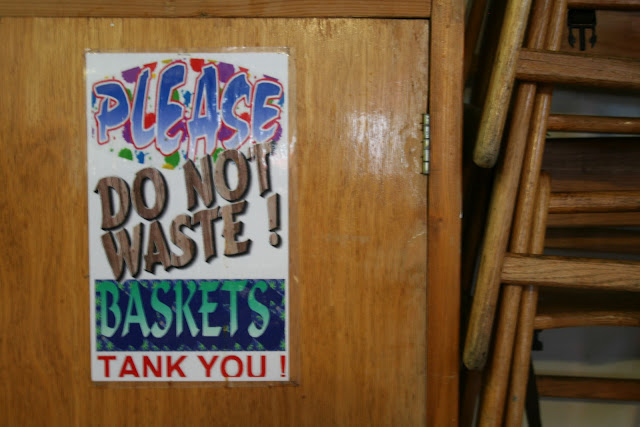 PLEASE
DO NOT
WASTE !
BASKETS
TANK YOU !